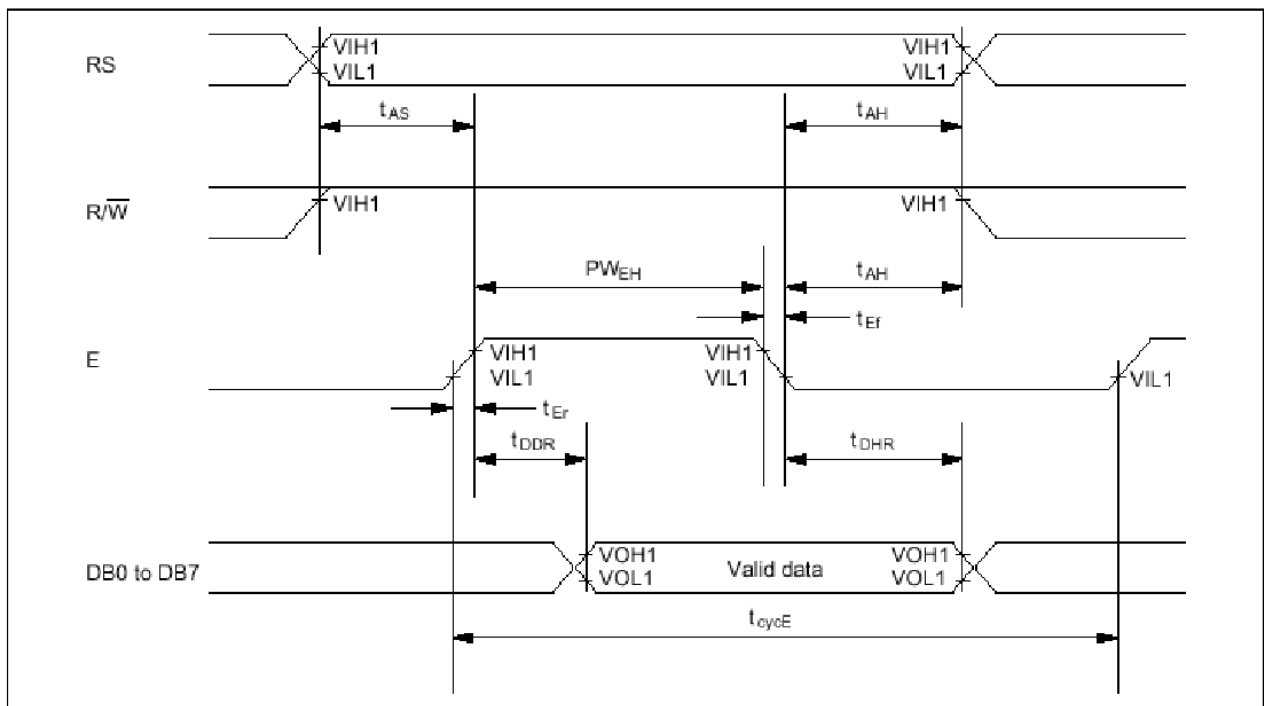 RS
VIH1
VIL1
VIH1
VIL1
tAS
tAH
R/W̅
VIH1
VIH1
PWEH
tAH
tEf
E
VIH1
VIL1
VIH1
VIL1
VIL1
tEr
tDDR
tDHR
DB0 to DB7
VOH1
VOL1
Valid data
VOH1
VOL1
tcycE